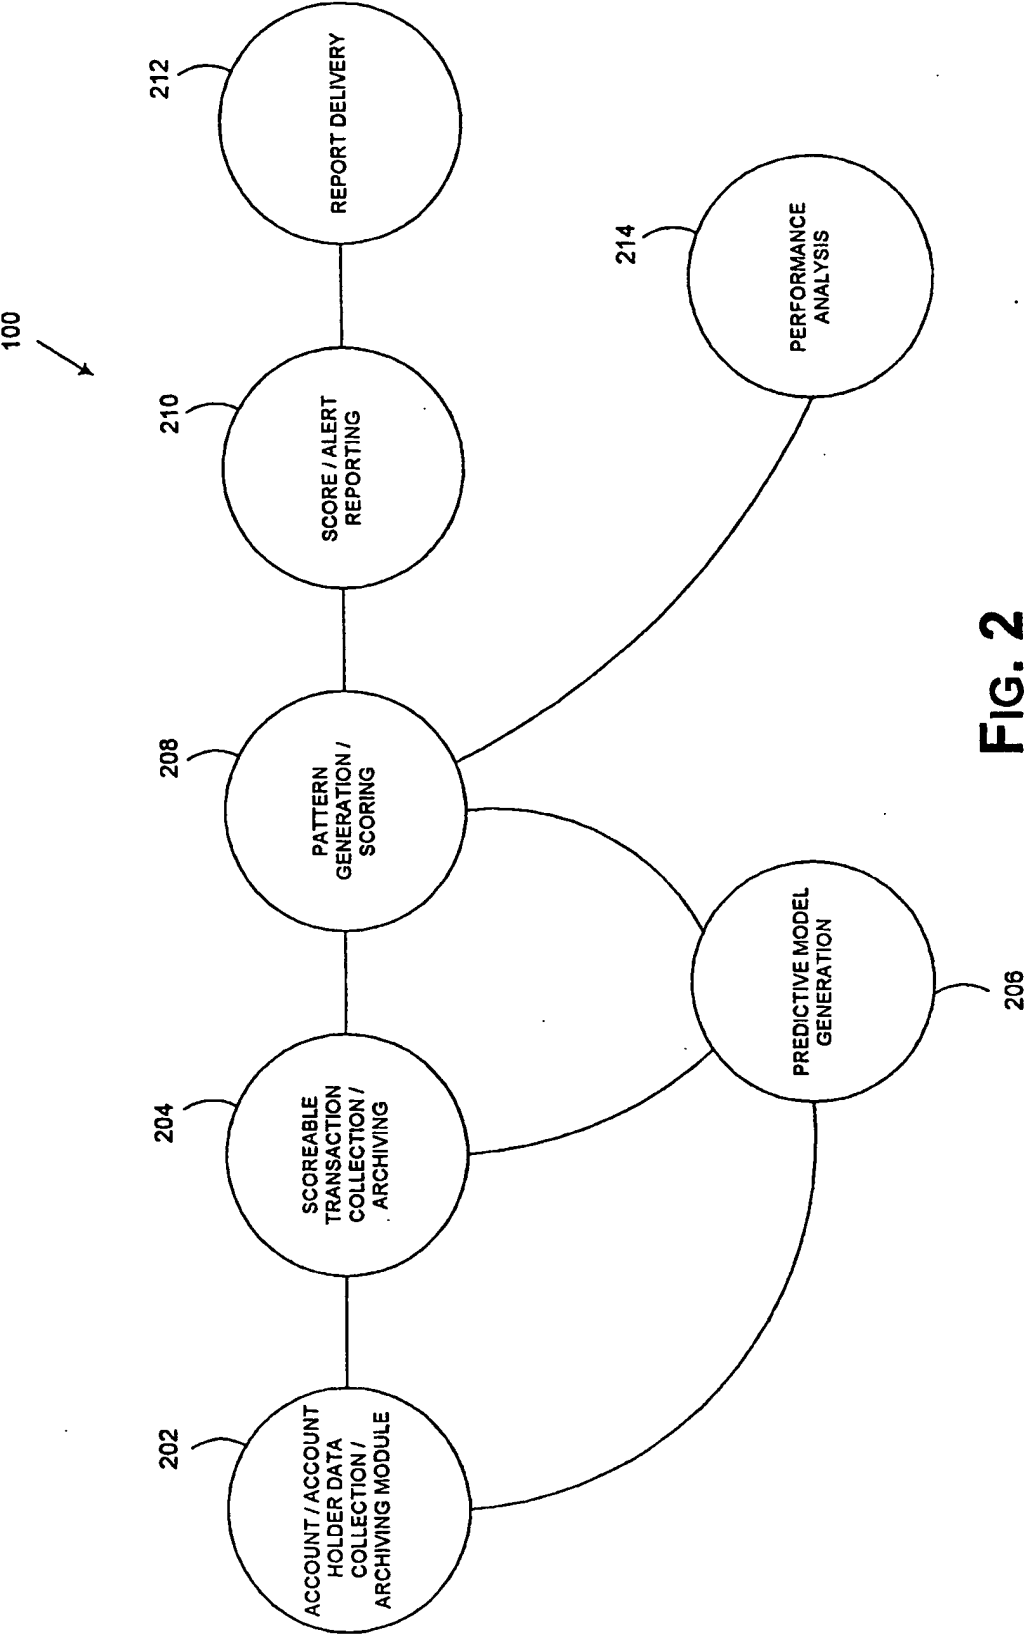 100
202
ACCOUNT / ACCOUNT
HOLDER DATA
COLLECTION /
ARCHIVING MODULE
204
SCOREABLE
TRANSACTION
COLLECTION /
ARCHIVING
208
PATTERN
GENERATION /
SCORING
210
SCORE / ALERT
REPORTING
212
REPORT DELIVERY
PREDICTIVE MODEL
GENERATION
206
214
PERFORMANCE
ANALYSIS
FIG. 2